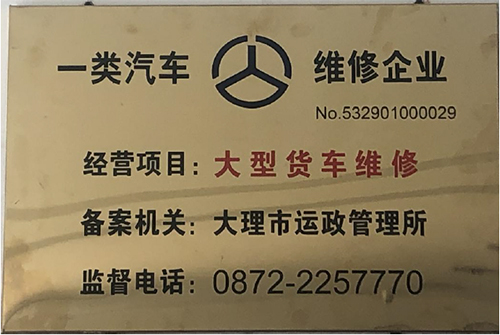 一类汽车 维修企业
No.532901000029
经营项目：大型货车维修
备案机关：大理市运政管理所
监督电话：0872-2257770